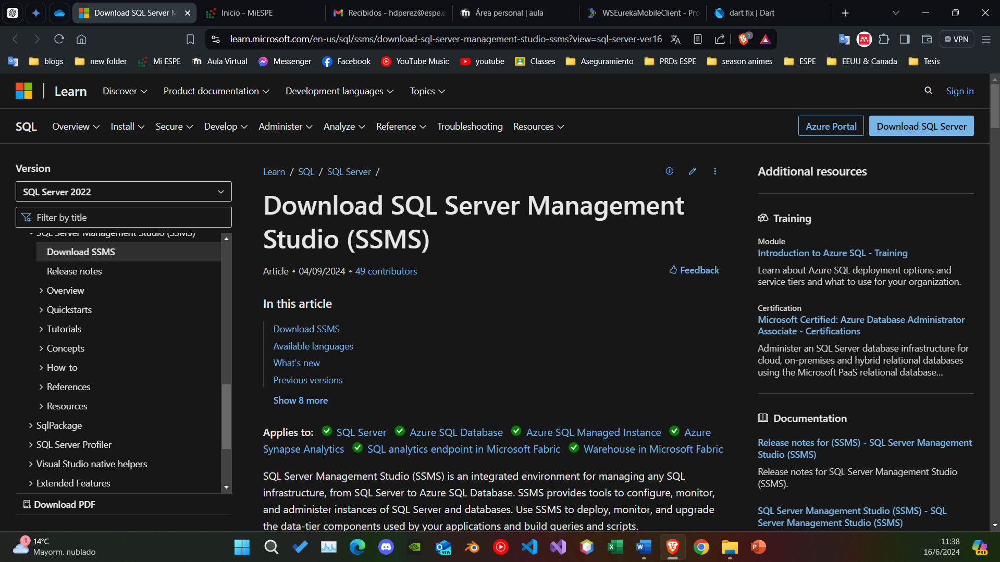 Download SQL Server M
Inicio - MiESPE
Recibidos - hdperez@espe.e
Área personal | aula
WSEurekaMobileClient - Pro
dart fix | Dart
learn.microsoft.com/en-us/sql/ssms/download-sql-server-management-studio-ssms?view=sql-server-ver16
1
VPN
blogs
new folder
Mi ESPE
Aula Virtual
Messenger
Facebook
YouTube Music
youtube
Classes
Aseguramiento
PRDs ESPE
season animes
ESPE
EEUU & Canada
Tesis
Learn
Discover
Product documentation
Development languages
Topics
Sign in
SQL
Overview
Install
Secure
Develop
Administer
Analyze
Reference
Troubleshooting
Resources
Azure Portal
Download SQL Server
Version
SQL Server 2022
Filter by title
SQL Server Management Studio (SSMS)
Download SSMS
Release notes
Overview
Quickstarts
Tutorials
Concepts
How-to
References
Resources
SqlPackage
SQL Server Profiler
Visual Studio native helpers
Extended Features
Download PDF
Learn / SQL / SQL Server /
Download SQL Server Management
Studio (SSMS)
Article • 04/09/2024 • 49 contributors
Feedback
In this article
Download SSMS
Available languages
What's new
Previous versions
Show 8 more
Applies to: SQL Server Azure SQL Database Azure SQL Managed Instance Azure
Synapse Analytics SQL analytics endpoint in Microsoft Fabric Warehouse in Microsoft Fabric
SQL Server Management Studio (SSMS) is an integrated environment for managing any SQL
infrastructure, from SQL Server to Azure SQL Database. SSMS provides tools to configure, monitor,
and administer instances of SQL Server and databases. Use SSMS to deploy, monitor, and upgrade
the data-tier components used by your applications and build queries and scripts.
Additional resources
Training
Module
Introduction to Azure SQL - Training
Learn about Azure SQL deployment options and
service tiers and what to use for your organization.
Certification
Microsoft Certified: Azure Database Administrator
Associate - Certifications
Administer an SQL Server database infrastructure for
cloud, on-premises and hybrid relational databases
using the Microsoft PaaS relational database...
Documentation
Release notes for (SSMS) - SQL Server Management
Studio (SSMS)
Release notes for SQL Server Management Studio
(SSMS).
SQL Server Management Studio (SSMS) - SQL
Server Management Studio (SSMS)
1
14°C
Mayorm. nublado
NEW
11:38
16/6/2024
PRE